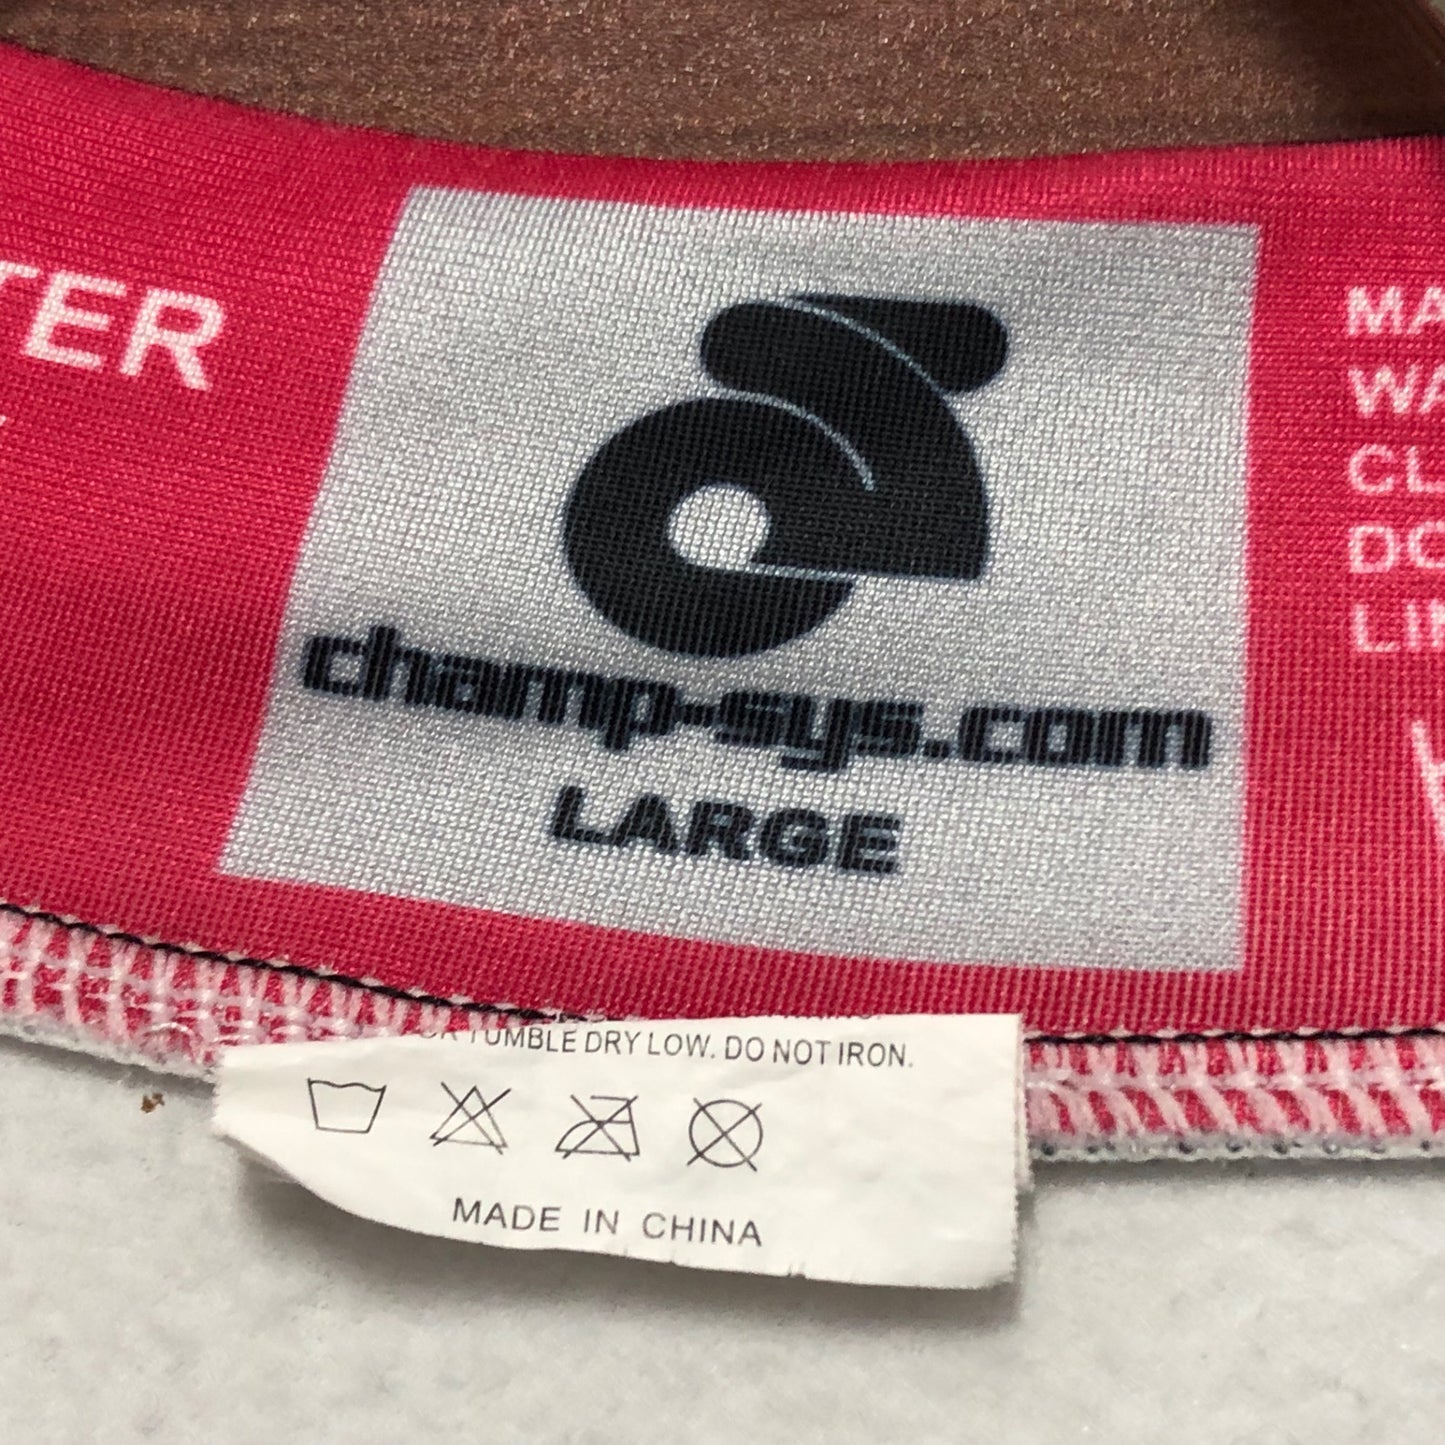 TER
champ-sys.com
LARGE
MA
WA
CL
DO
LIN
OR TUMBLE DRY LOW. DO NOT IRON.
MADE IN CHINA